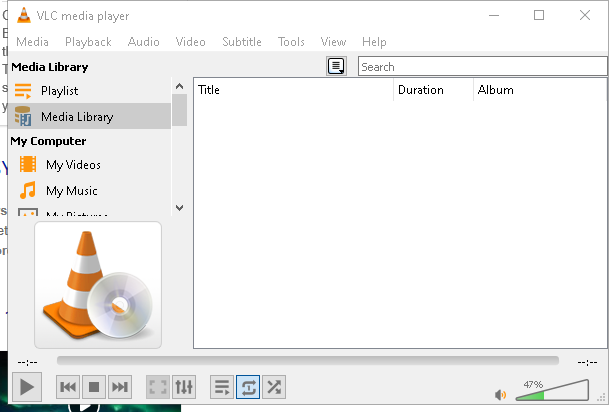 VLC media player
Media Playback Audio Video Subtitle Tools View Help
Media Library
Search
Playlist
Media Library
My Computer
My Videos
My Music
My Pictures
Title Duration Album
--:-- --:--
47%